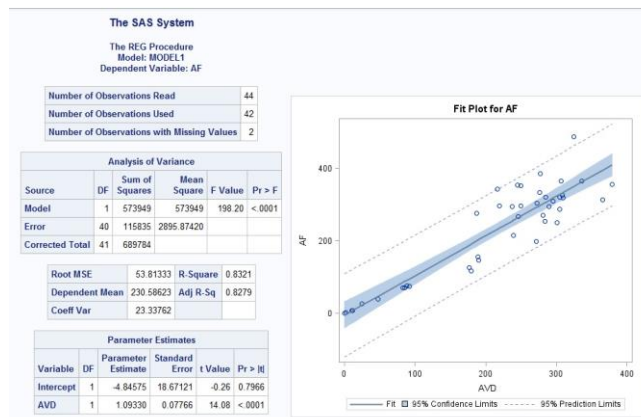 The SAS System
The REG Procedure
Model: MODEL1
Dependent Variable: AF
Number of Observations Read 44
Number of Observations Used 42
Number of Observations with Missing Values 2
Analysis of Variance
Source DF Sum of Squares Mean Square F Value Pr > F
Model 1 573949 573949 198.20 <.0001
Error 40 115835 2895.87420
Corrected Total 41 689784
Root MSE 53.81333 R-Square 0.8321
Dependent Mean 230.58623 Adj R-Sq 0.8279
Coeff Var 23.33762
Parameter Estimates
Variable DF Parameter Estimate Standard Error t Value Pr > |t|
Intercept 1 -4.84575 18.67121 -0.26 0.7966
AVD 1 1.09330 0.07766 14.08 <.0001
Fit Plot for AF
AF
400
200
0
0 100 200 300 400
AVD
Fit 95% Confidence Limits 95% Prediction Limits